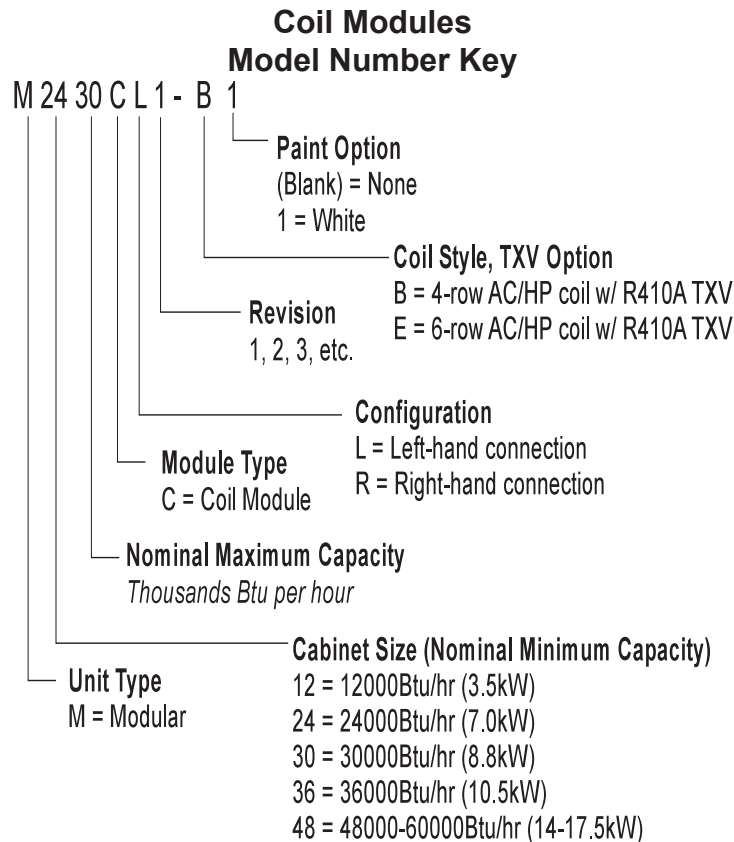 Coil Modules
Model Number Key
M 24 30 C L 1 - B 1
Paint Option
(Blank) = None
1 = White
Coil Style, TXV Option
B = 4-row AC/HP coil w/ R410A TXV
E = 6-row AC/HP coil w/ R410A TXV
Revision
1, 2, 3, etc.
Configuration
L = Left-hand connection
R = Right-hand connection
Module Type
C = Coil Module
Nominal Maximum Capacity
Thousands Btu per hour
Cabinet Size (Nominal Minimum Capacity)
12 = 12000Btu/hr (3.5kW)
24 = 24000Btu/hr (7.0kW)
30 = 30000Btu/hr (8.8kW)
36 = 36000Btu/hr (10.5kW)
48 = 48000-60000Btu/hr (14-17.5kW)
Unit Type
M = Modular